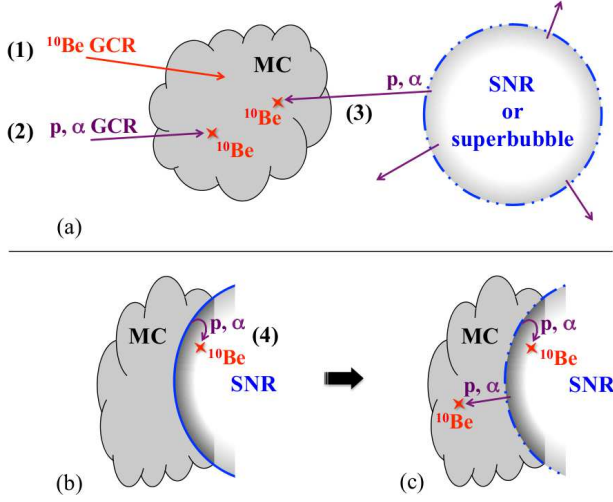 (1) ¹⁰Be GCR
MC
p, α
¹⁰Be
(3)
SNR
or
superbubble
(2) p, α GCR
¹⁰Be
(a)
MC
p, α
(4)
¹⁰Be
SNR
(b)
MC
p, α
¹⁰Be
SNR
p, α
¹⁰Be
(c)